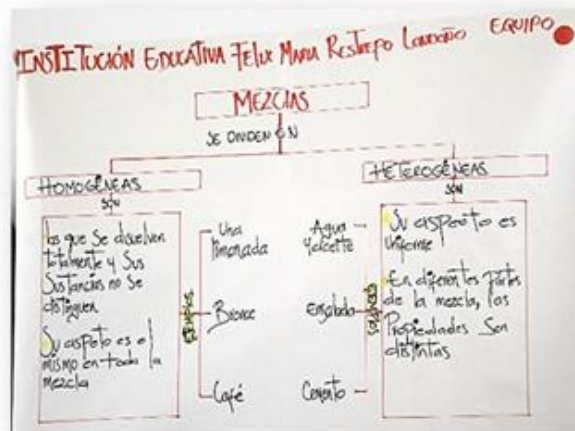 INSTITUCIÓN EDUCATIVA FELIX MARIA RESTREPO LONDOÑO EQUIPO
MEZCLAS
SE DIVIDEN EN
HOMOGÉNEAS
SON
los que se disuelven
totalmente y sus
Sustancias no se
distinguen
Su aspeto es el
mismo en toda la
mezcla
Ejemplos
Una
limonada
Bronce
Café
HETEROGÉNEAS
SON
Su aspecto es
uniforme
En diferentes partes
de la mezcla, las
Propiedades Son
distintas
Agua
y aceite
Ensalada
Cemento